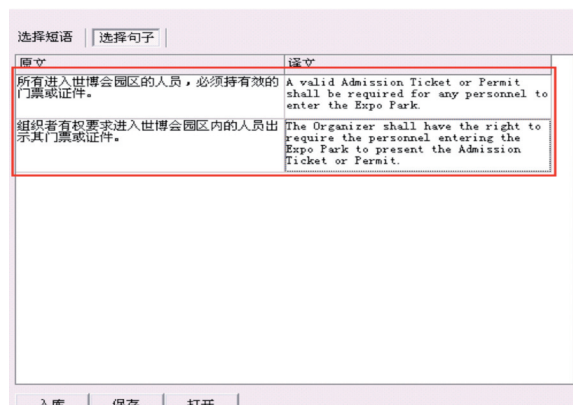 选择短语 选择句子
原文 译文
所有进入世博会园区的人员，必须持有效的
门票或证件。
A valid Admission Ticket or Permit
shall be required for any personnel to
enter the Expo Park.
组织者有权要求进入世博会园区内的人员出
示其门票或证件。
The Organizer shall have the right to
require the personnel entering the
Expo Park to present the Admission
Ticket or Permit.
入库 保存 打开